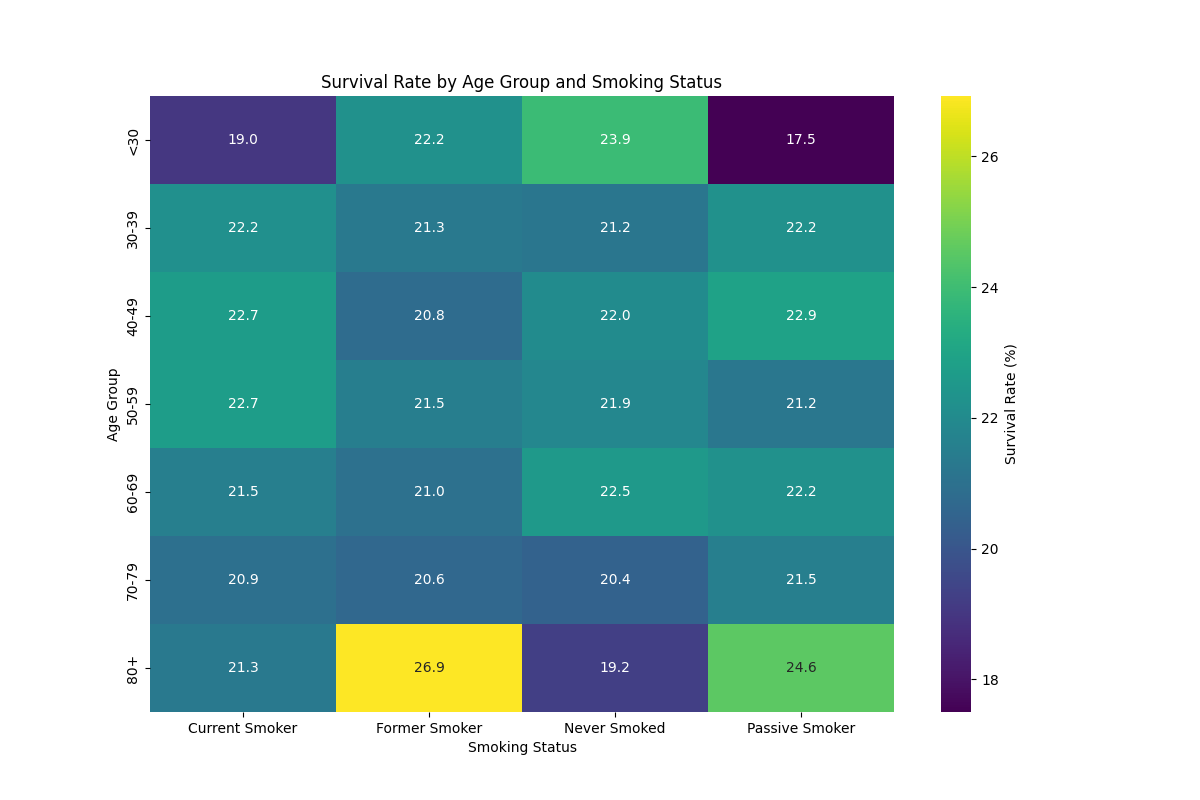 Survival Rate by Age Group and Smoking Status
<30 19.0 22.2 23.9 17.5
30-39 22.2 21.3 21.2 22.2
40-49 22.7 20.8 22.0 22.9
50-59 22.7 21.5 21.9 21.2
60-69 21.5 21.0 22.5 22.2
70-79 20.9 20.6 20.4 21.5
80+ 21.3 26.9 19.2 24.6
Age Group
Current Smoker Former Smoker Never Smoked Passive Smoker
Smoking Status
26
24
22
20
18
Survival Rate (%)